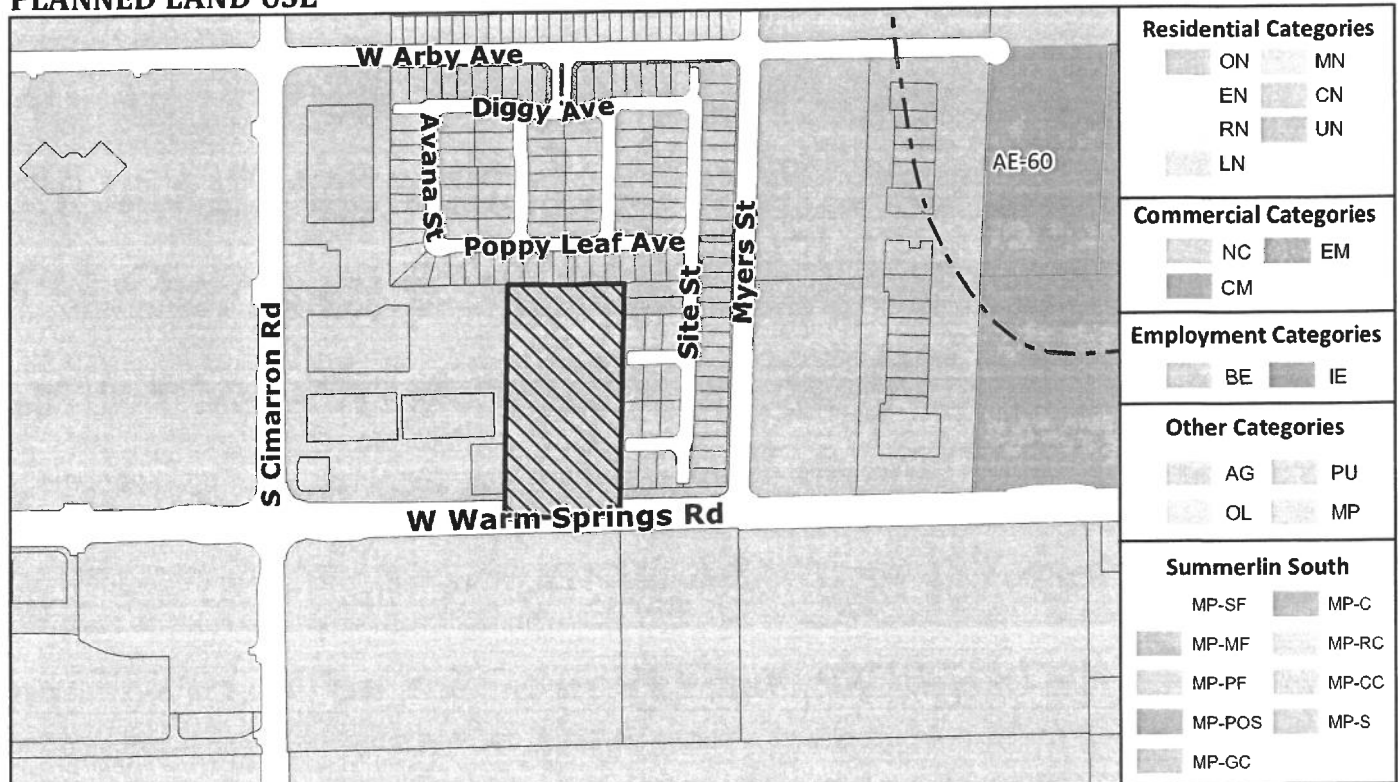 PLANNED LAND USE
W Arby Ave
Diggy Ave
Avana St
Poppy Leaf Ave
Site St
Myers St
S Cimarron Rd
W Warm Springs Rd
AE-60
Residential Categories
ON MN
EN CN
RN UN
LN
Commercial Categories
NC EM
CM
Employment Categories
BE IE
Other Categories
AG PU
OL MP
Summerlin South
MP-SF MP-C
MP-MF MP-RC
MP-PF MP-CC
MP-POS MP-S
MP-GC